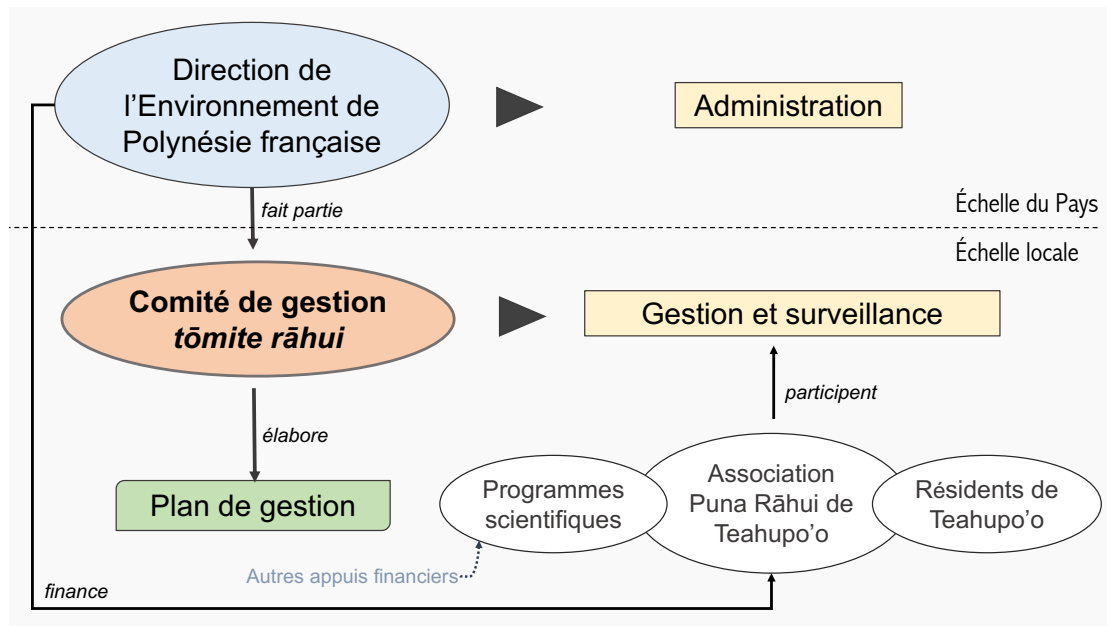 Direction de
l’Environnement de
Polynésie française
Administration
fait partie
Échelle du Pays
Échelle locale
Comité de gestion
tōmite rāhui
Gestion et surveillance
participent
élabore
Plan de gestion
Programmes
scientifiques
Association
Puna Rāhui de
Teahupo’o
Résidents de
Teahupo’o
Autres appuis financiers
finance